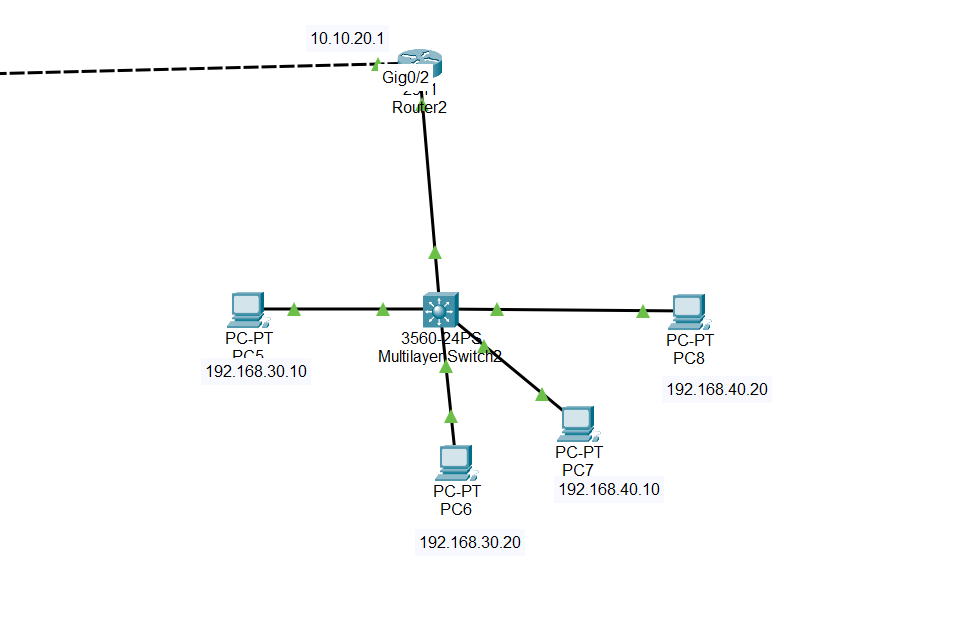 10.10.20.1
Gig0/2
Router2
PC-PT
PC5
192.168.30.10
3560-24PS
Multilayer Switch2
PC-PT
PC8
192.168.40.20
PC-PT
PC7
192.168.40.10
PC-PT
PC6
192.168.30.20